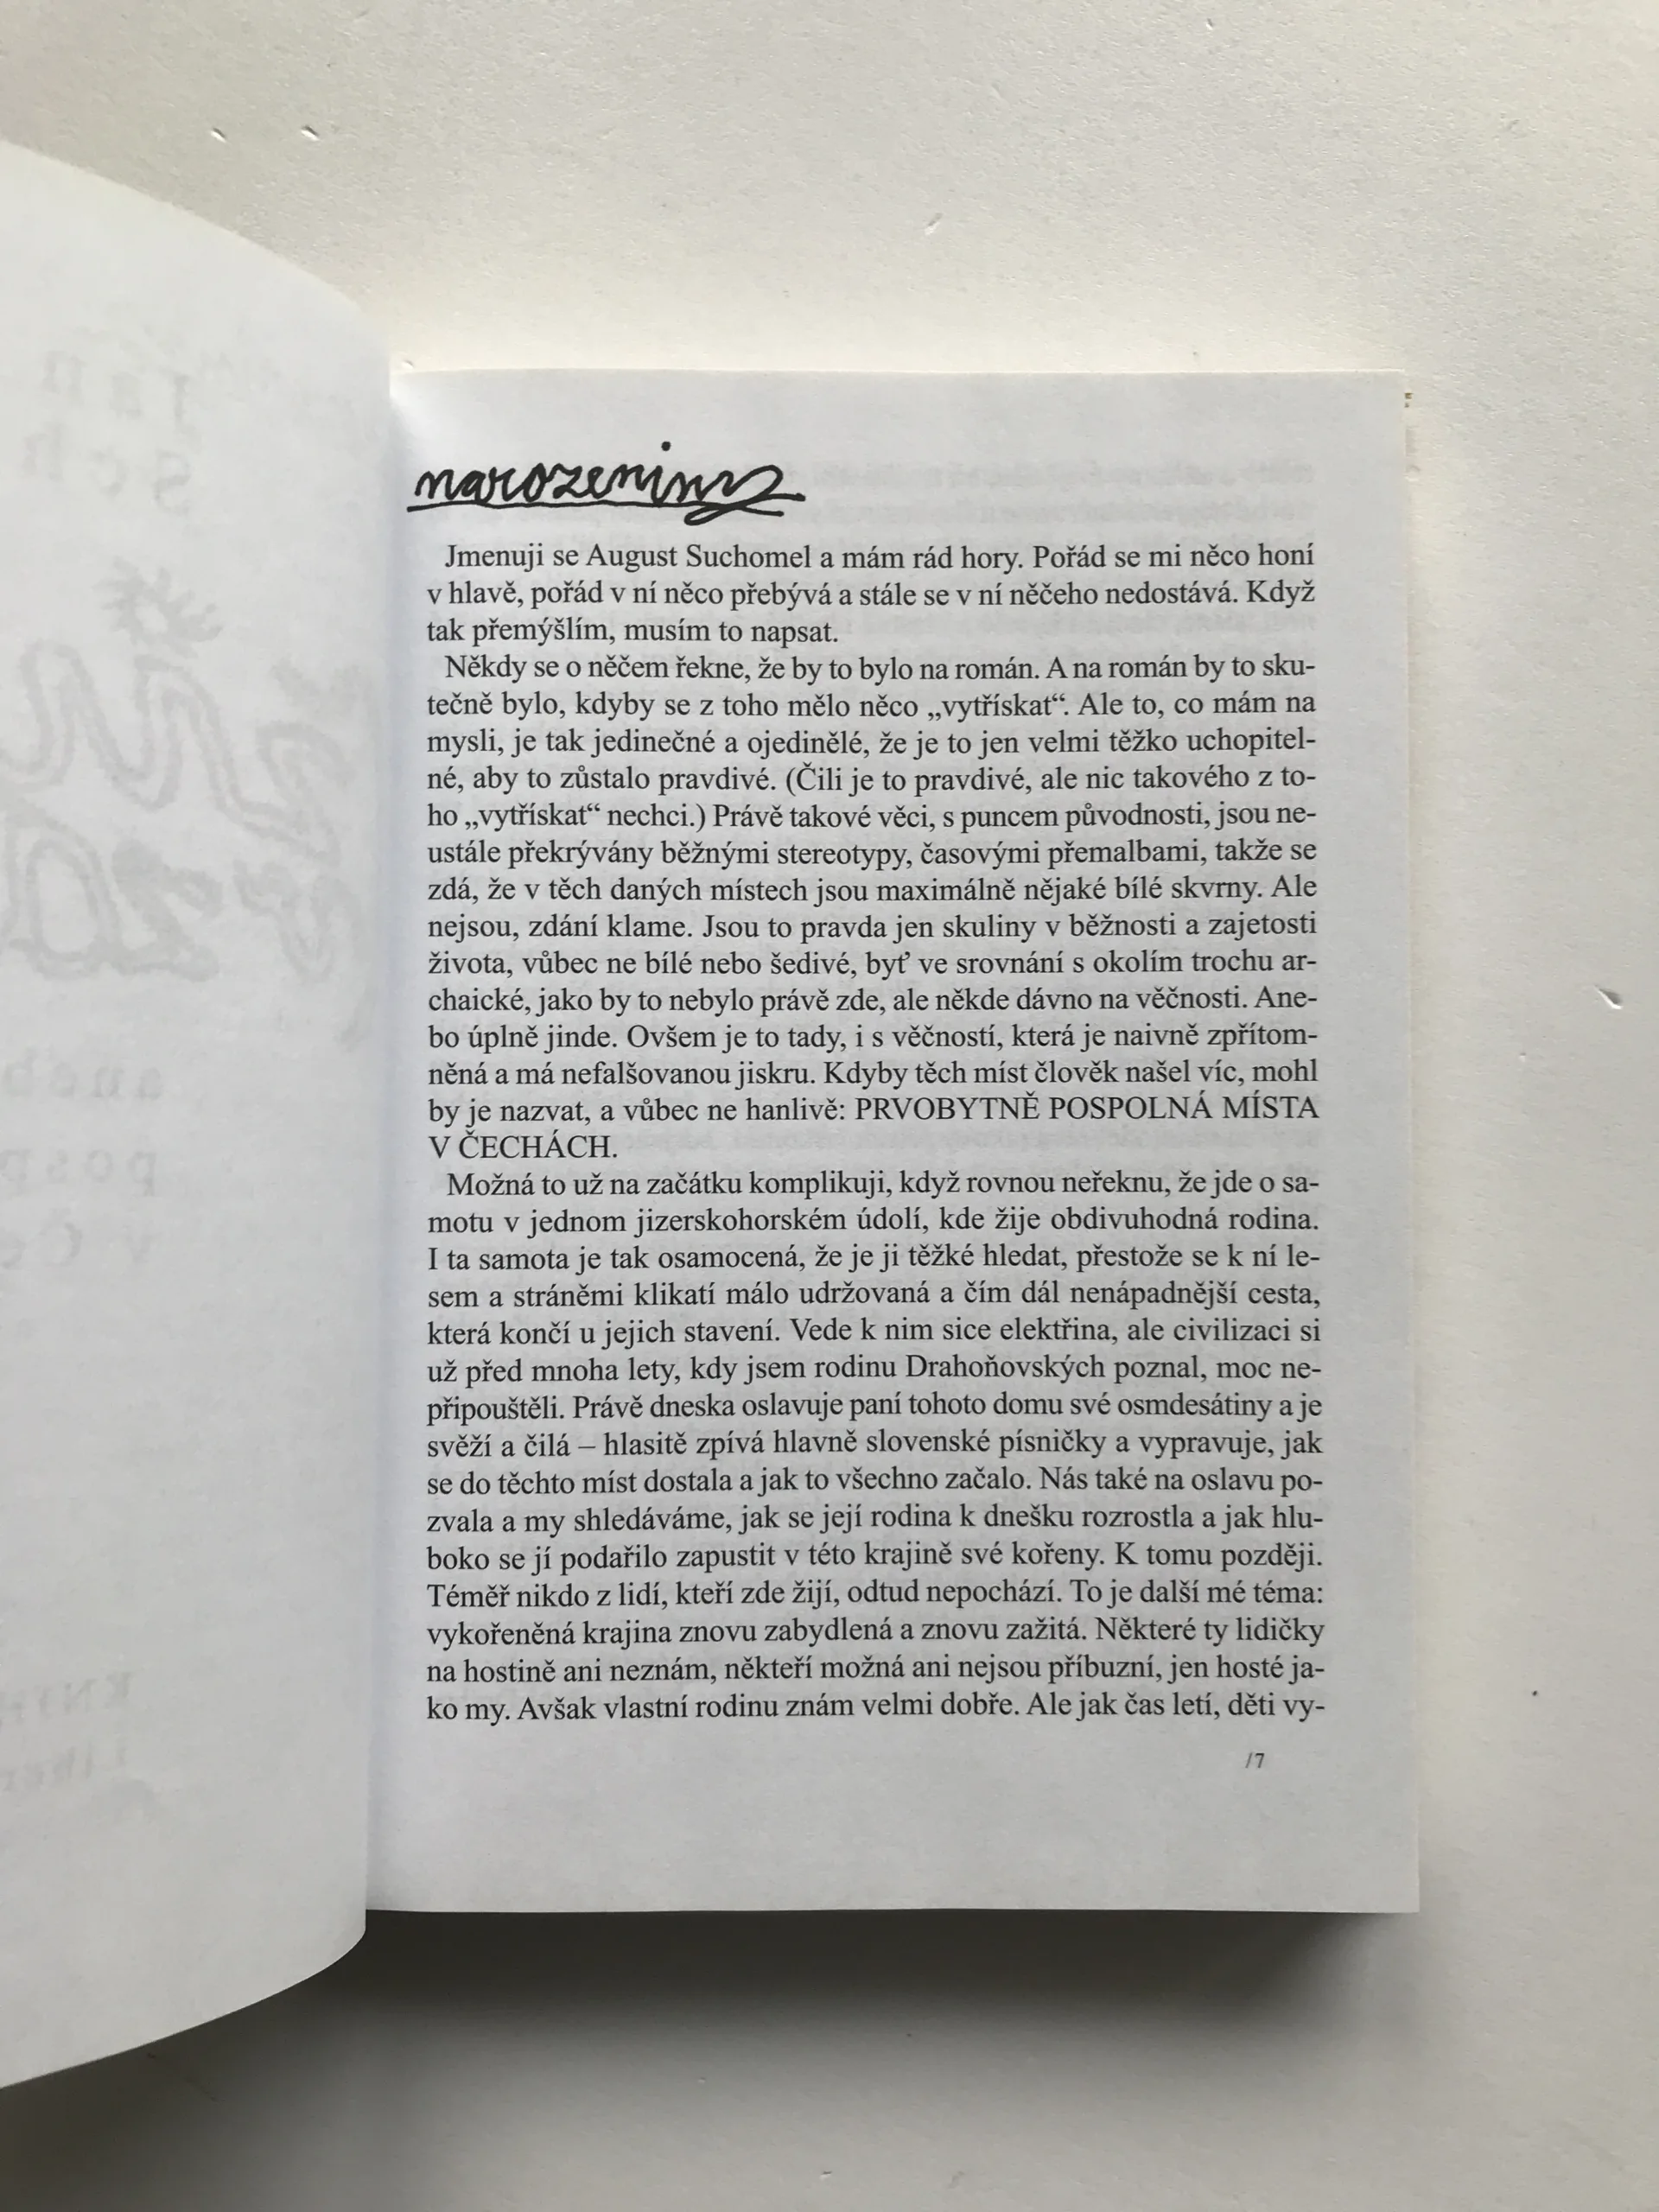 narozeniny
Jmenuji se August Suchomel a mám rád hory. Pořád se mi něco honí
v hlavě, pořád v ní něco přebývá a stále se v ní něčeho nedostává. Když
tak přemýšlím, musím to napsat.
Někdy se o něčem řekne, že by to bylo na román. A na román by to sku-
tečně bylo, kdyby se z toho mělo něco „vytřískat“. Ale to, co mám na
mysli, je tak jedinečné a ojedinělé, že je to jen velmi těžko uchopitel-
né, aby to zůstalo pravdivé. (Čili je to pravdivé, ale nic takového z to-
ho „vytřískat“ nechci.) Právě takové věci, s puncem původnosti, jsou ne-
ustále překrývány běžnými stereotypy, časovými přemalbami, takže se
zdá, že v těch daných místech jsou maximálně nějaké bílé skvrny. Ale
nejsou, zdání klame. Jsou to pravda jen skuliny v běžnosti a zajetosti
života, vůbec ne bílé nebo šedivé, byť ve srovnání s okolím trochu ar-
chaické, jako by to nebylo právě zde, ale někde dávno na věčnosti. Ane-
bo úplně jinde. Ovšem je to tady, i s věčností, která je naivně zpřítom-
něná a má nefalšovanou jiskru. Kdyby těch míst člověk našel víc, mohl
by je nazvat, a vůbec ne hanlivě: PRVOBYTNĚ POSPOLNÁ MÍSTA
V ČECHÁCH.
Možná to už na začátku komplikuji, když rovnou neřeknu, že jde o sa-
motu v jednom jizerskohorském údolí, kde žije obdivuhodná rodina.
I ta samota je tak osamocená, že je ji těžké hledat, přestože se k ní le-
sem a stráněmi klikatí málo udržovaná a čím dál nenápadnější cesta,
která končí u jejich stavení. Vede k nim sice elektřina, ale civilizaci si
už před mnoha lety, kdy jsem rodinu Drahoňovských poznal, moc ne-
připouštěli. Právě dneska oslavuje paní tohoto domu své osmdesátiny a je
svěží a čilá – hlasitě zpívá hlavně slovenské písničky a vypravuje, jak
se do těchto míst dostala a jak to všechno začalo. Nás také na oslavu po-
zvala a my shledáváme, jak se její rodina k dnešku rozrostla a jak hlu-
boko se jí podařilo zapustit v této krajině své kořeny. K tomu později.
Téměř nikdo z lidí, kteří zde žijí, odtud nepochází. To je další mé téma:
vykořeněná krajina znovu zabydlená a znovu zažitá. Některé ty lidičky
na hostině ani neznám, někteří možná ani nejsou příbuzní, jen hosté ja-
ko my. Avšak vlastní rodinu znám velmi dobře. Ale jak čas letí, děti vy-
/7